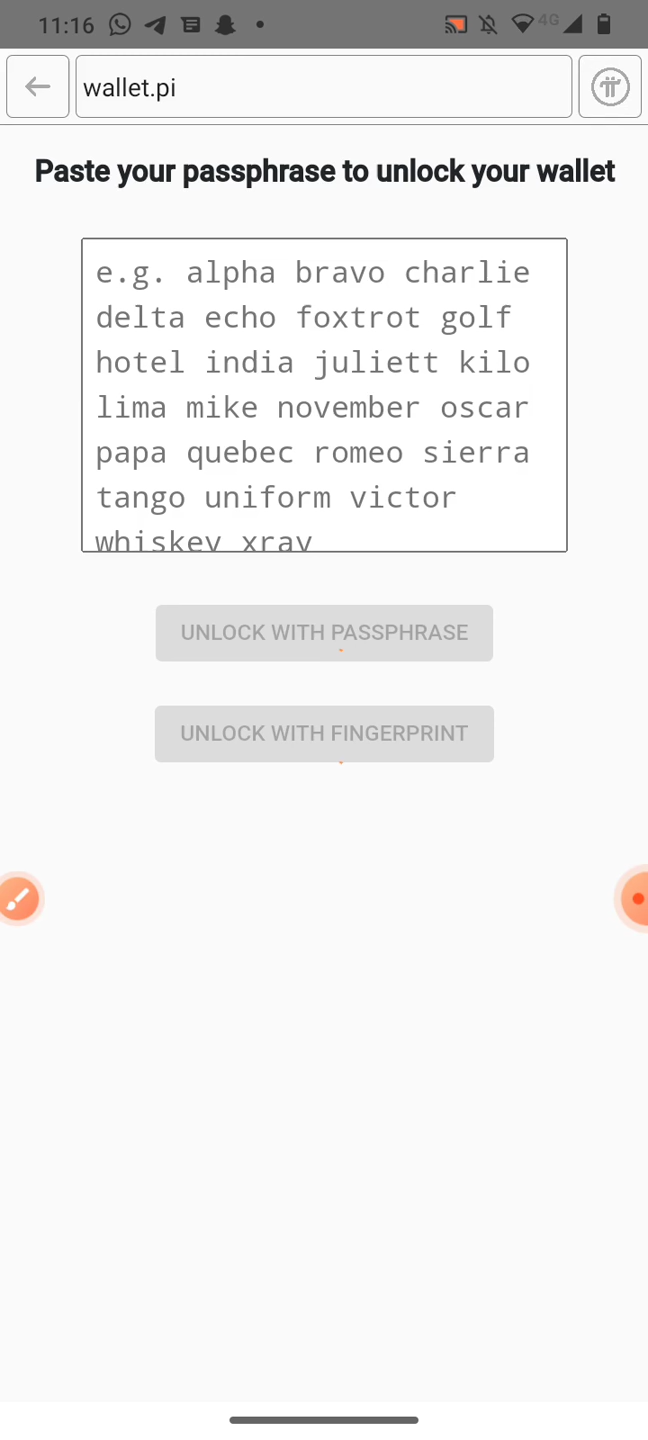 11:16
4G
wallet.pi
Paste your passphrase to unlock your wallet
e.g. alpha bravo charlie
delta echo foxtrot golf
hotel india juliett kilo
lima mike november oscar
papa quebec romeo sierra
tango uniform victor
whiskey xray
UNLOCK WITH PASSPHRASE
UNLOCK WITH FINGERPRINT